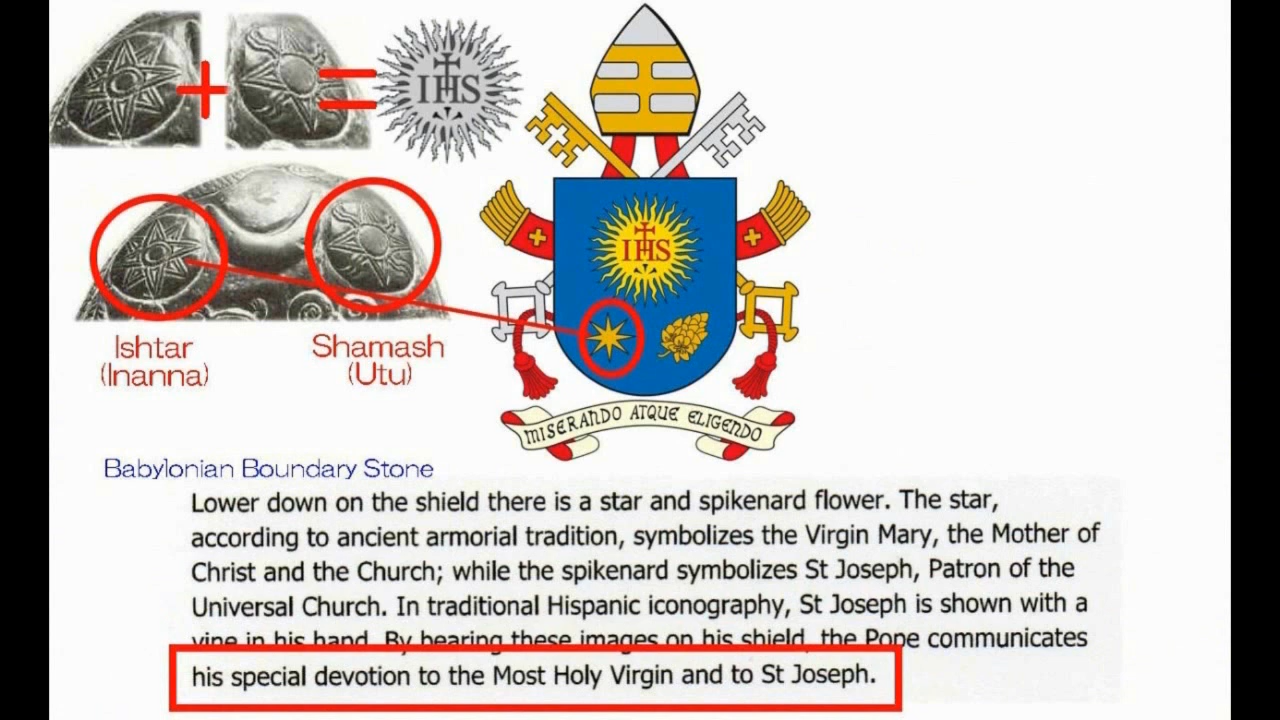 IHS
IHS
Ishtar
(Inanna)
Shamash
(Utu)
MISERANDO ATQUE ELIGENDO
Babylonian Boundary Stone
Lower down on the shield there is a star and spikenard flower. The star,
according to ancient armorial tradition, symbolizes the Virgin Mary, the Mother of
Christ and the Church; while the spikenard symbolizes St Joseph, Patron of the
Universal Church. In traditional Hispanic iconography, St Joseph is shown with a
vine in his hand. By bearing these images on his shield, the Pope communicates
his special devotion to the Most Holy Virgin and to St Joseph.